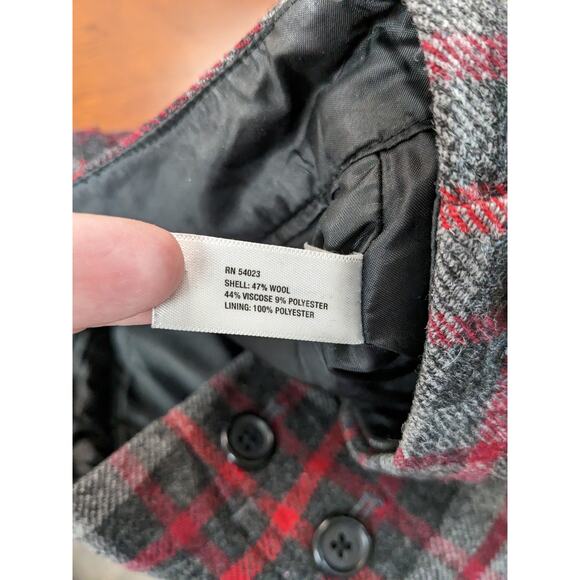 RN 54023
SHELL: 47% WOOL
44% VISCOSE 9% POLYESTER
LINING: 100% POLYESTER